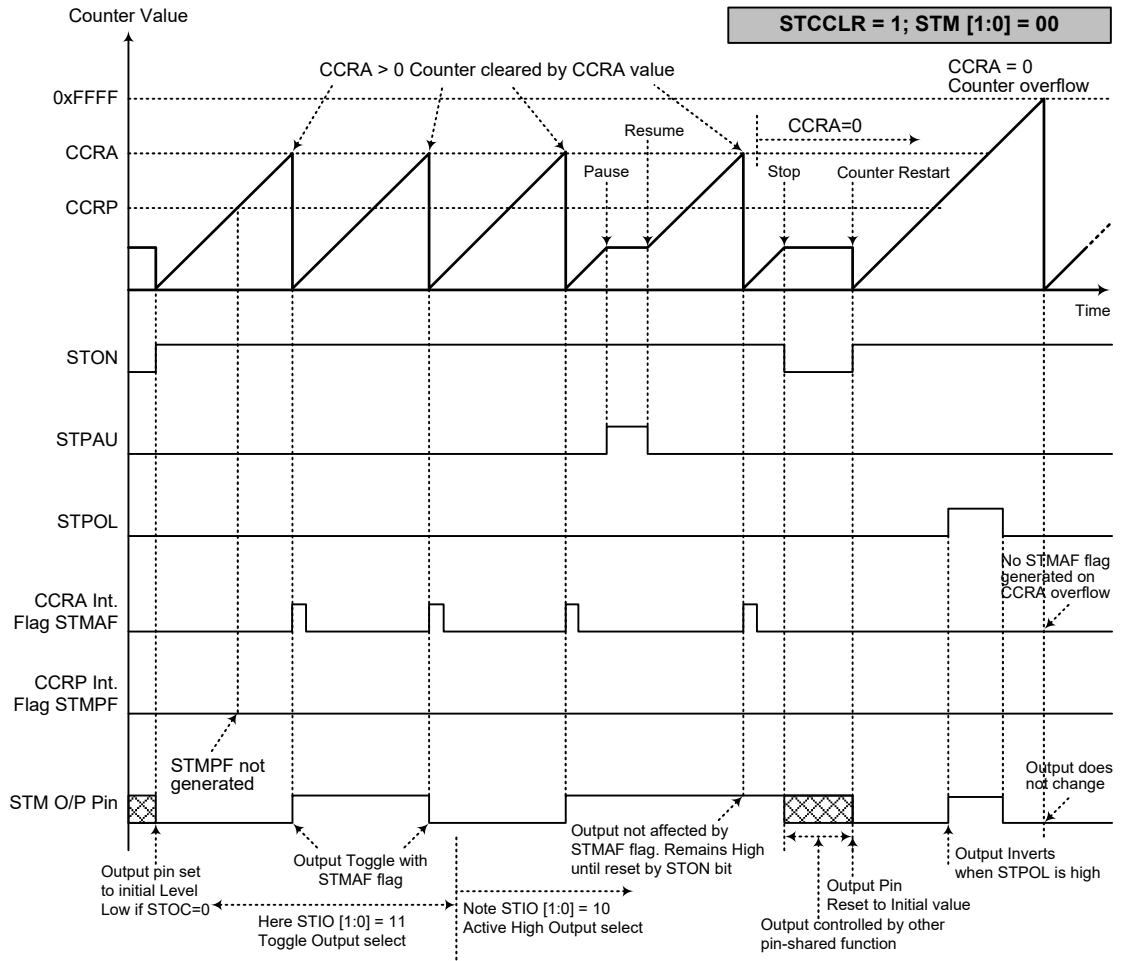 Counter Value
STCCLR = 1; STM [1:0] = 00
CCRA > 0 Counter cleared by CCRA value
CCRA = 0
Counter overflow
0xFFFF
Resume
CCRA=0
CCRA
Pause
Stop
Counter Restart
CCRP
Time
STON
STPAU
STPOL
No STMAF flag
generated on
CCRA overflow
CCRA Int.
Flag STMAF
CCRP Int.
Flag STMPF
STMPF not
generated
Output does
not change
STM O/P Pin
Output pin set
to initial Level
Low if STOC=0
Output Toggle with
STMAF flag
Output not affected by
STMAF flag. Remains High
until reset by STON bit
Output Inverts
when STPOL is high
Output Pin
Reset to Initial value
Here STIO [1:0] = 11
Toggle Output select
Note STIO [1:0] = 10
Active High Output select
Output controlled by other
pin-shared function